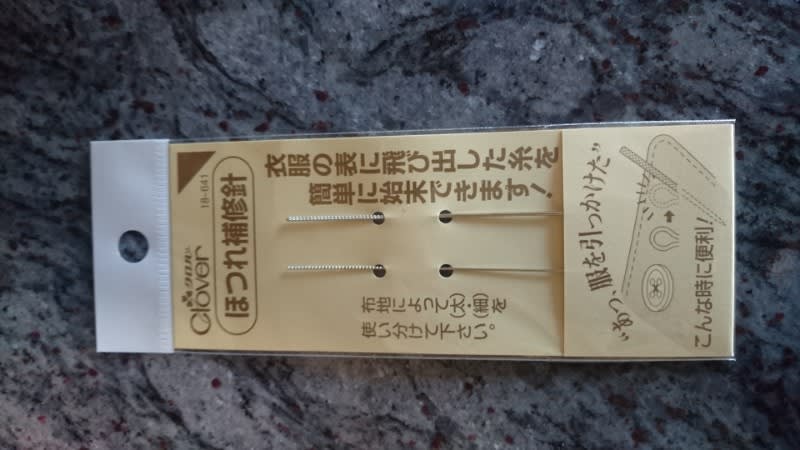 クロバー
Clover
18-641
ほつれ補修針
衣服の表に飛び出した糸を
簡単に始末できます!
布地によって(太)・(細)を
使い分けて下さい。
“あっ、服を引っかけた”
こんな時に便利!